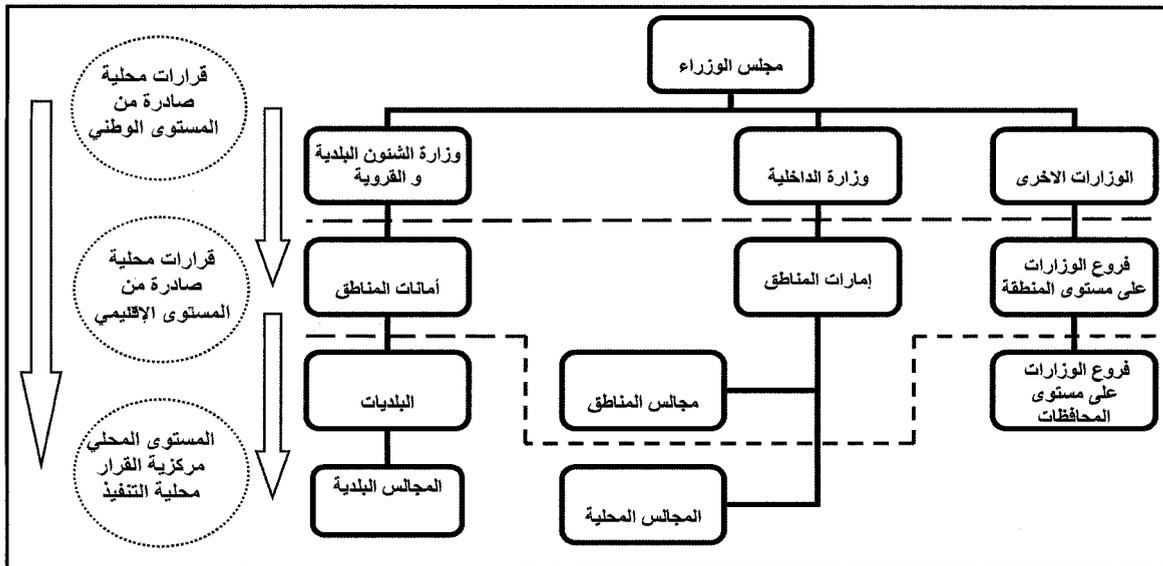 مجلس الوزراء
الوزارات الاخرى
وزارة الداخلية
وزارة الشئون البلدية
و القروية
قرارات محلية
صادرة من
المستوى الوطني
فروع الوزارات
على مستوى المنطقة
إمارات المناطق
أمانات المناطق
قرارات محلية
صادرة من
المستوى الإقليمي
فروع الوزارات
على مستوى
المحافظات
مجالس المناطق
البلديات
المجالس المحلية
المجالس البلدية
المستوى المحلي
مركزية القرار
محلية التنفيذ